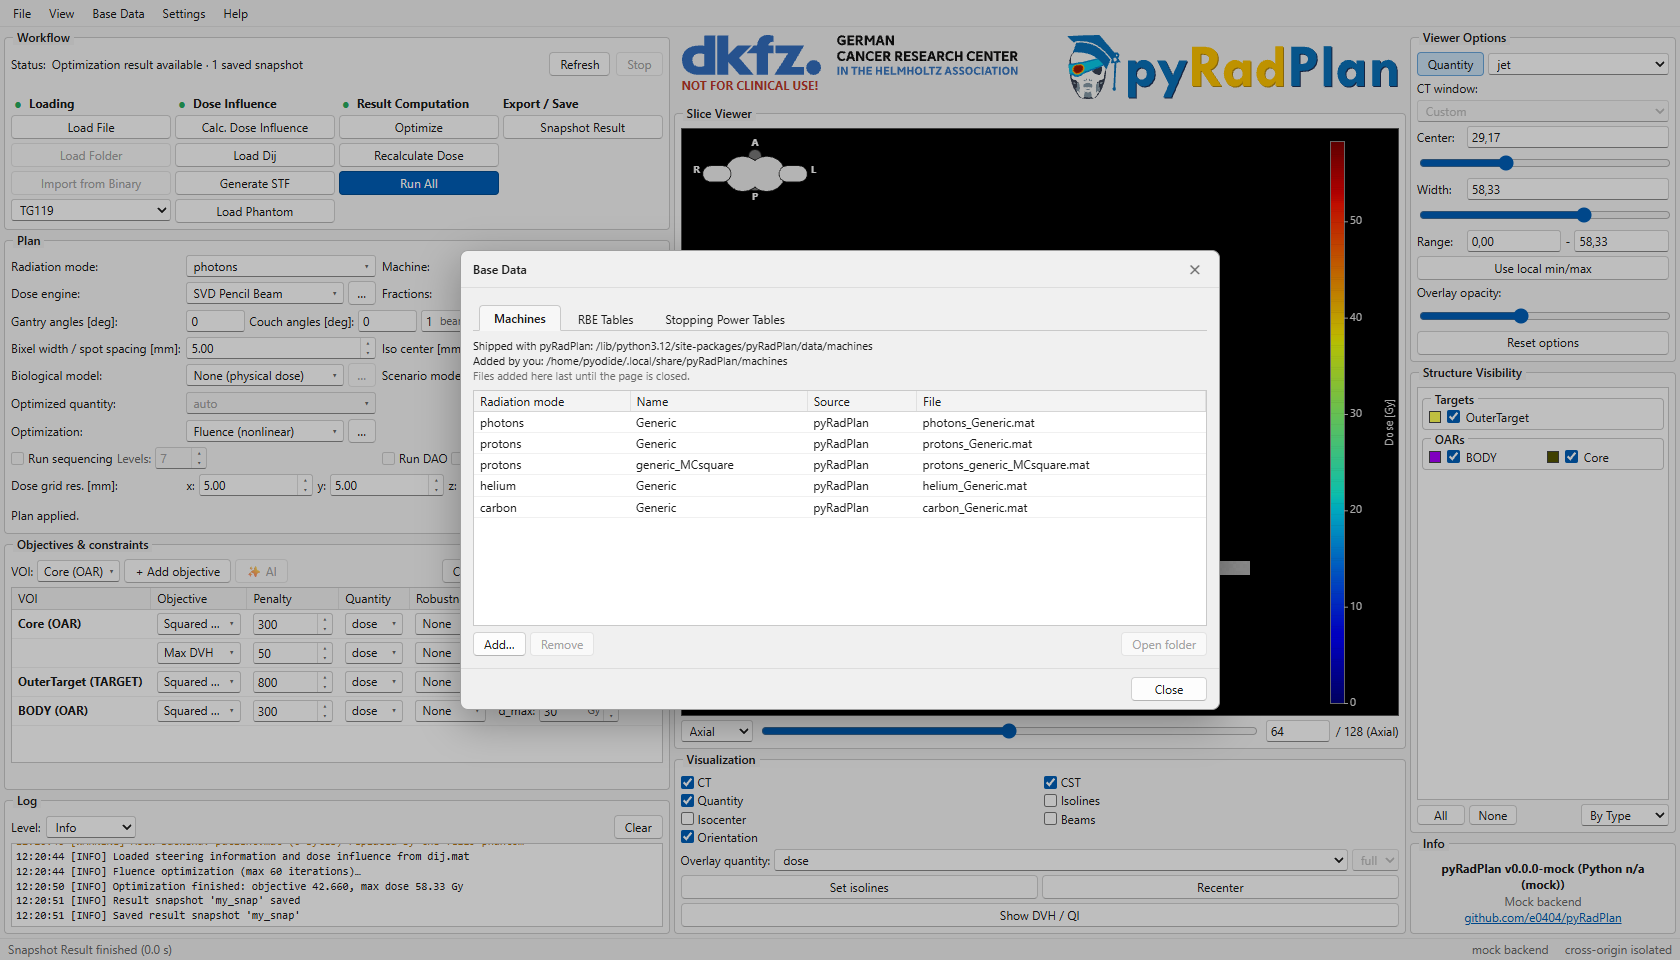 File View Base Data Settings Help
Workflow
Status: Optimization result available · 1 saved snapshot
Refresh Stop
Loading Dose Influence Result Computation Export / Save
Load File Calc. Dose Influence Optimize Snapshot Result
Load Folder Load Dij Recalculate Dose
Import from Binary Generate STF Run All
TG119 Load Phantom
dkfz. GERMAN
CANCER RESEARCH CENTER
IN THE HELMHOLTZ ASSOCIATION
NOT FOR CLINICAL USE!
pyRadPlan
Plan
Radiation mode: photons Machine:
Dose engine: SVD Pencil Beam ... Fractions:
Gantry angles [deg]: 0 Couch angles [deg]: 0 1
Bixel width / spot spacing [mm]: 5.00 Iso center [mm
Biological model: None (physical dose) ... Scenario mode
Optimized quantity: auto
Optimization: Fluence (nonlinear) ...
Run sequencing Levels: 7 Run DAO
Dose grid res. [mm]: x: 5.00 y: 5.00 z:
Plan applied.
Objectives & constraints
VOI: Core (OAR) + Add objective AI
VOI Objective Penalty Quantity Robustn
Core (OAR) Squared ... 300 dose None
Max DVH 50 dose None
OuterTarget (TARGET) Squared ... 800 dose None
BODY (OAR) Squared ... 300 dose None d_max: 30 Gy
Log
Level: Info Clear
12:20:44 [INFO] Loaded steering information and dose influence from dij.mat
12:20:44 [INFO] Fluence optimization (max 60 iterations)…
12:20:50 [INFO] Optimization finished: objective 42.660, max dose 58.33 Gy
12:20:51 [INFO] Result snapshot 'my_snap' saved
12:20:51 [INFO] Saved result snapshot 'my_snap'
Slice Viewer
A
R L
P
50
40
30
20
10
0
Dose [Gy]
Base Data
Machines RBE Tables Stopping Power Tables
Shipped with pyRadPlan: /lib/python3.12/site-packages/pyRadPlan/data/machines
Added by you: /home/pyodide/.local/share/pyRadPlan/machines
Files added here last until the page is closed.
Radiation mode Name Source File
photons Generic pyRadPlan photons_Generic.mat
protons Generic pyRadPlan protons_Generic.mat
protons generic_MCsquare pyRadPlan protons_generic_MCsquare.mat
helium Generic pyRadPlan helium_Generic.mat
carbon Generic pyRadPlan carbon_Generic.mat
Add... Remove Open folder
Close
Axial 64 / 128 (Axial)
Visualization
CT CST
Quantity Isolines
Isocenter Beams
Orientation
Overlay quantity: dose full
Set isolines Recenter
Show DVH / QI
Viewer Options
Quantity jet
CT window:
Custom
Center: 29,17
Width: 58,33
Range: 0,00 - 58,33
Use local min/max
Overlay opacity:
Reset options
Structure Visibility
Targets
OuterTarget
OARs
BODY Core
All None By Type
Info
pyRadPlan v0.0.0-mock (Python n/a
(mock))
Mock backend
github.com/e0404/pyRadPlan
Snapshot Result finished (0.0 s) mock backend cross-origin isolated